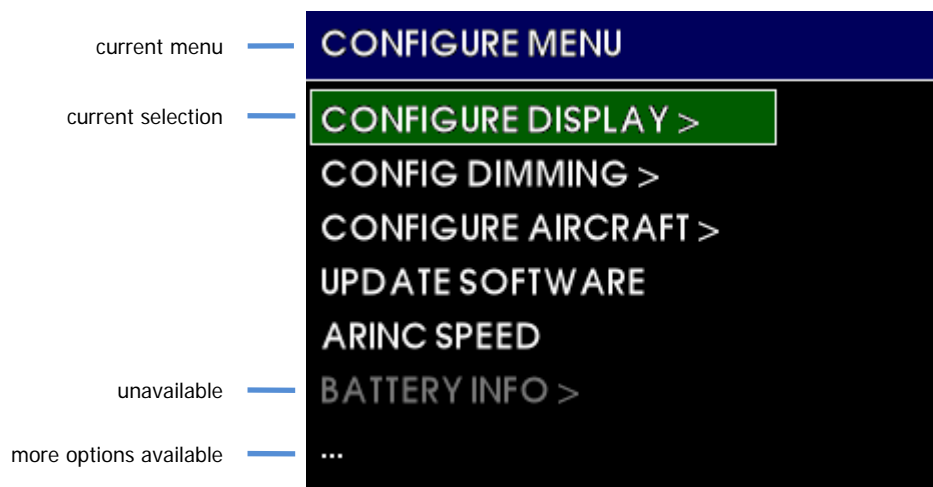 current menu
CONFIGURE MENU
current selection
CONFIGURE DISPLAY >
CONFIG DIMMING >
CONFIGURE AIRCRAFT >
UPDATE SOFTWARE
ARINC SPEED
unavailable
BATTERY INFO >
more options available
...